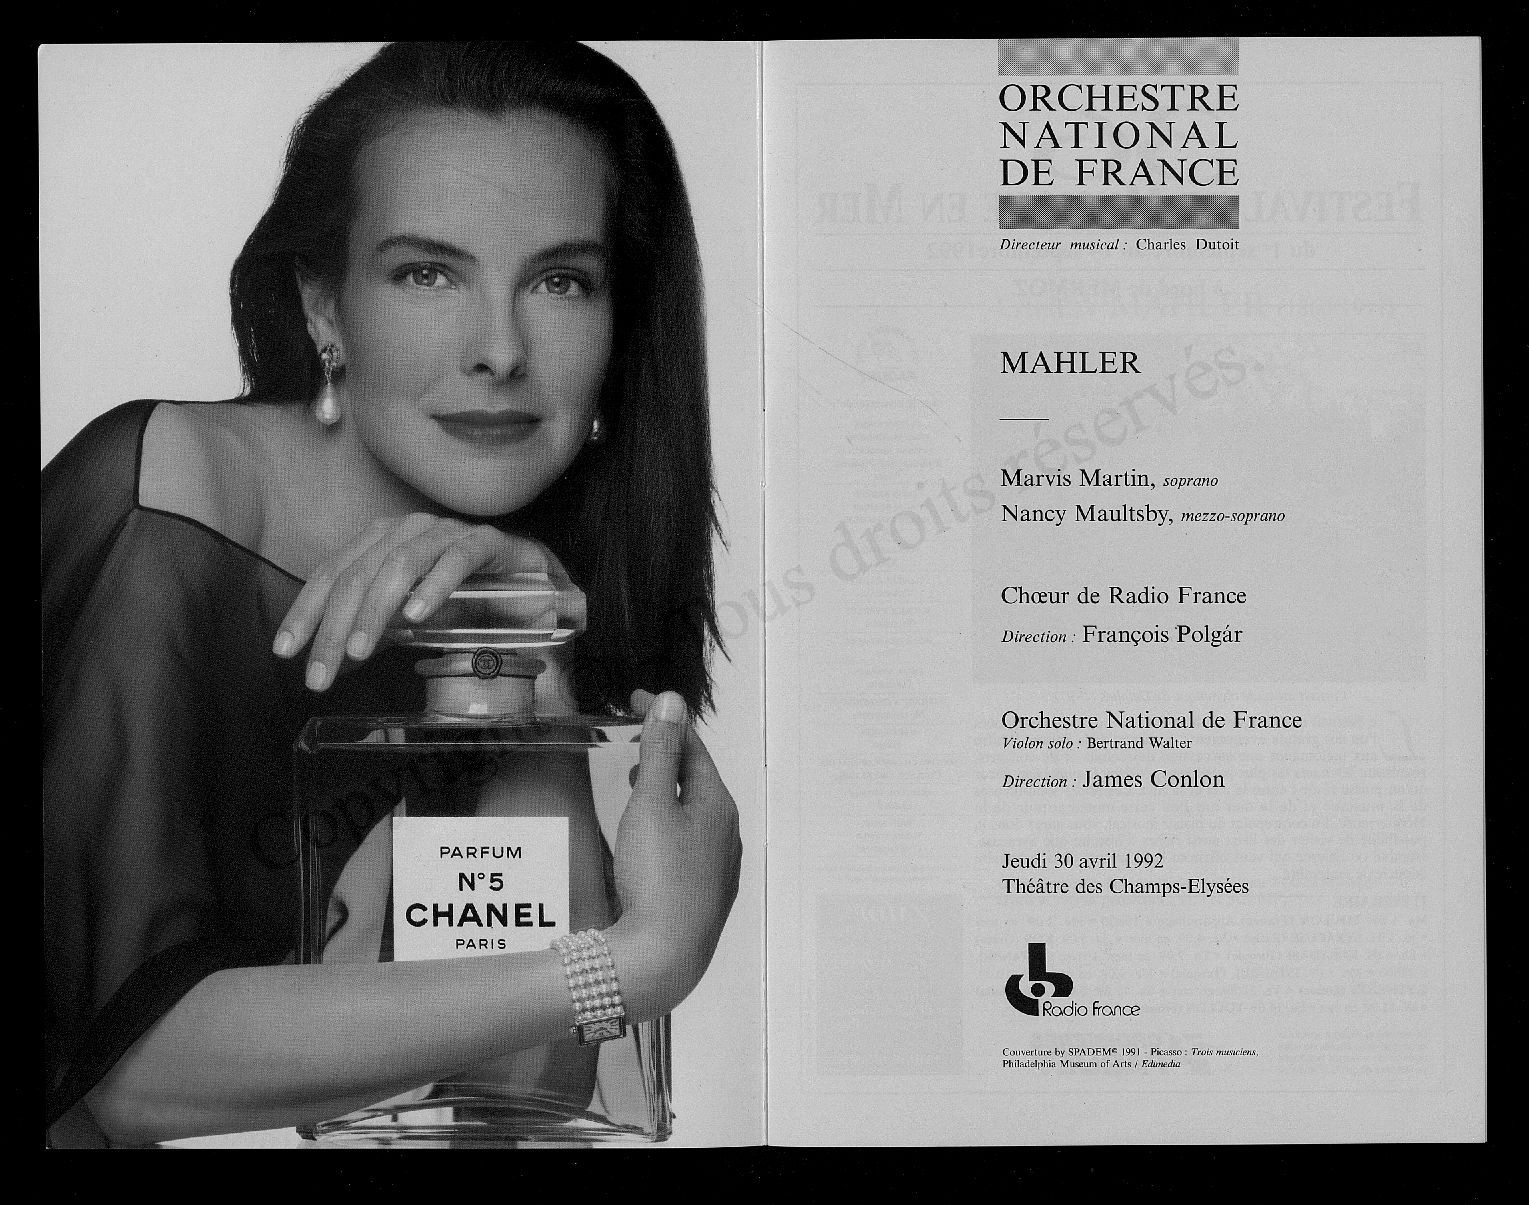 PARFUM
N°5
CHANEL
PARIS
ORCHESTRE
NATIONAL
DE FRANCE
Directeur musical : Charles Dutoit
MAHLER
Marvis Martin, soprano
Nancy Maultsby, mezzo-soprano
Chœur de Radio France
Direction : François Polgár
Orchestre National de France
Violon solo : Bertrand Walter
Direction : James Conlon
Jeudi 30 avril 1992
Théâtre des Champs-Elysées
Radio France
Couverture by SPADEM© 1991 - Picasso : Trois musiciens,
Philadelphia Museum of Arts / Edimedia
Copyright tous droits réservés.